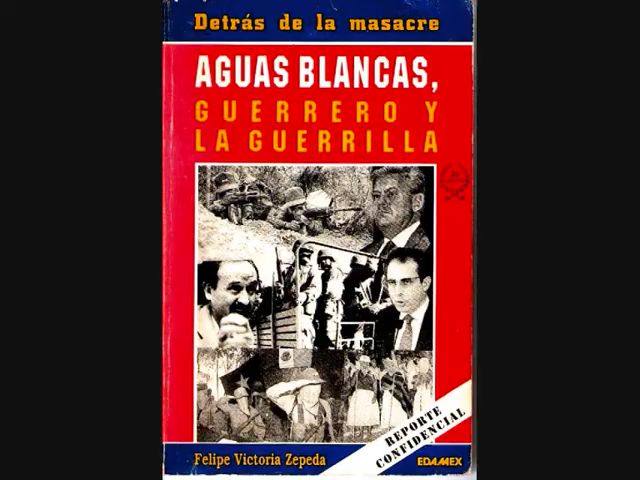 Detrás de la masacre
AGUAS BLANCAS,
GUERRERO Y
LA GUERRILLA
REPORTE
CONFIDENCIAL
Felipe Victoria Zepeda
EDAMEX